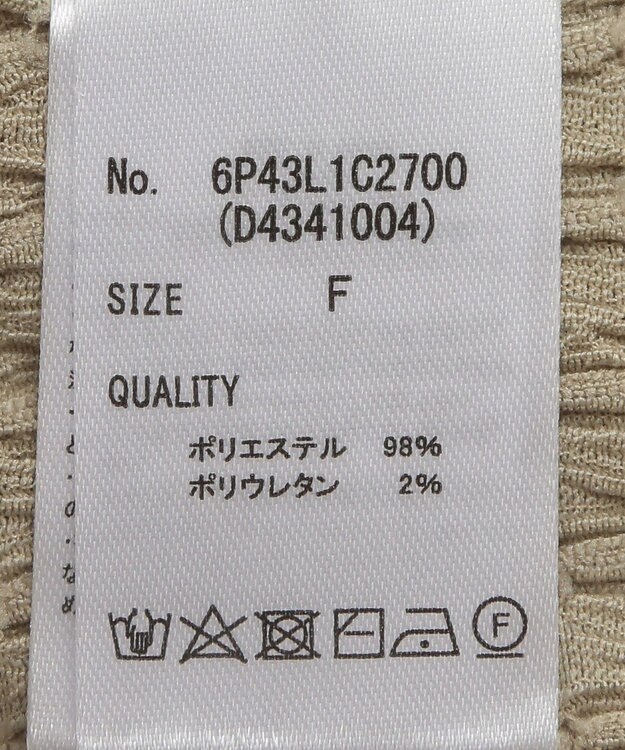 No. 6P43L1C2700
(D4341004)
SIZE F
QUALITY
ポリエステル 98%
ポリウレタン 2%
F